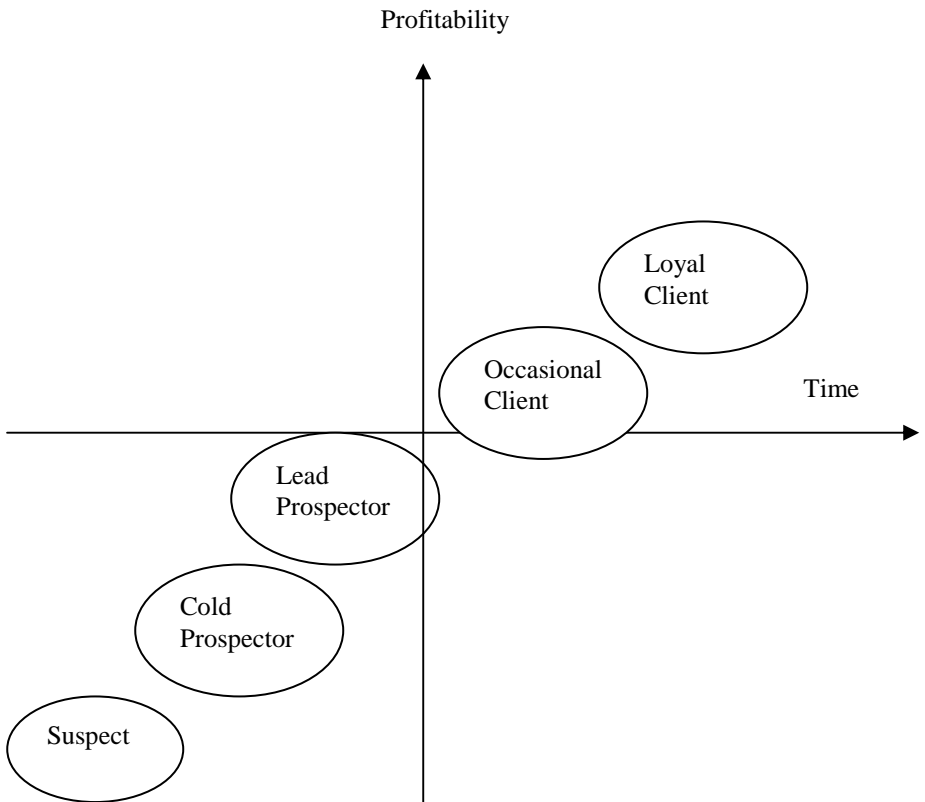 Profitability
Loyal
Client
Occasional
Client
Time
Lead
Prospector
Cold
Prospector
Suspect